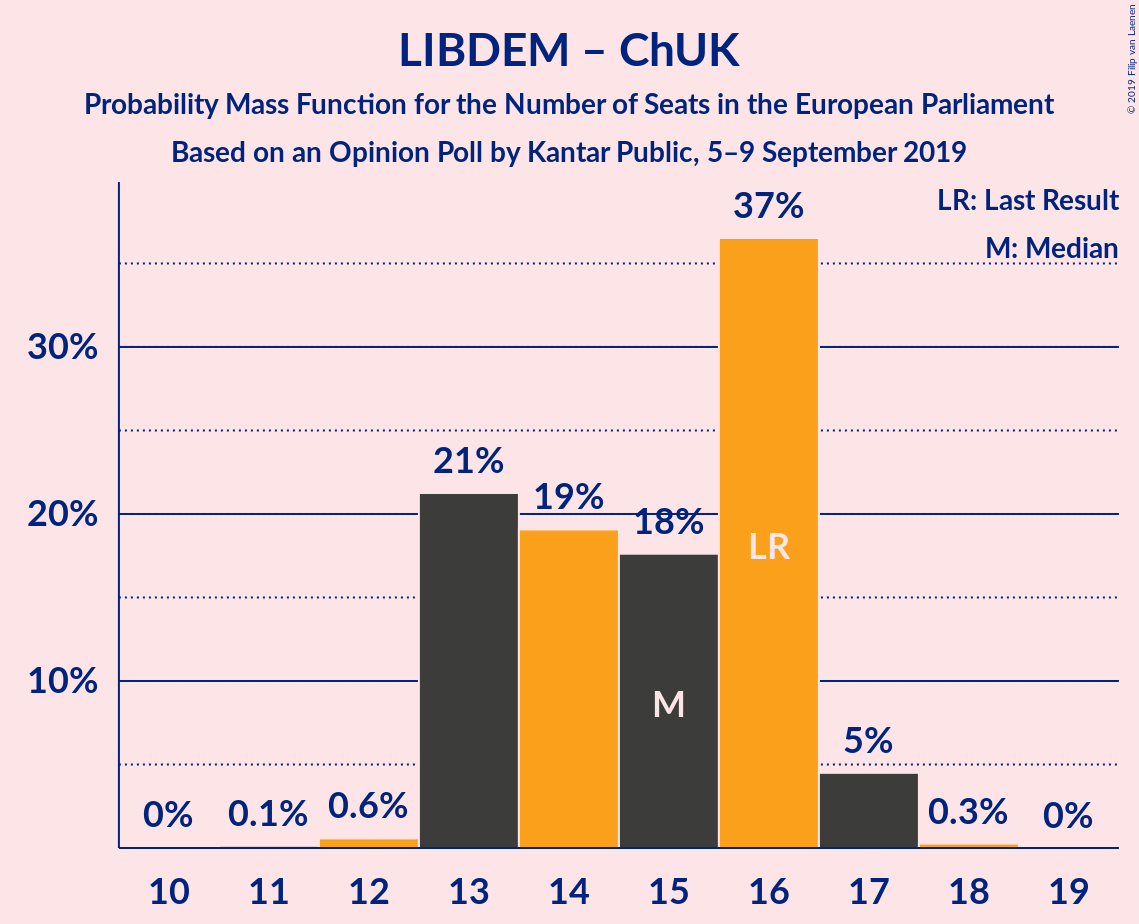 LIBDEM – ChUK
Probability Mass Function for the Number of Seats in the European Parliament
Based on an Opinion Poll by Kantar Public, 5–9 September 2019
© 2019 Filip van Laenen
LR: Last Result
M: Median
37%
30%
21%
19%
18%
20%
LR
10%
M
5%
0%
0.1%
0.6%
0.3%
0%
10 11 12 13 14 15 16 17 18 19